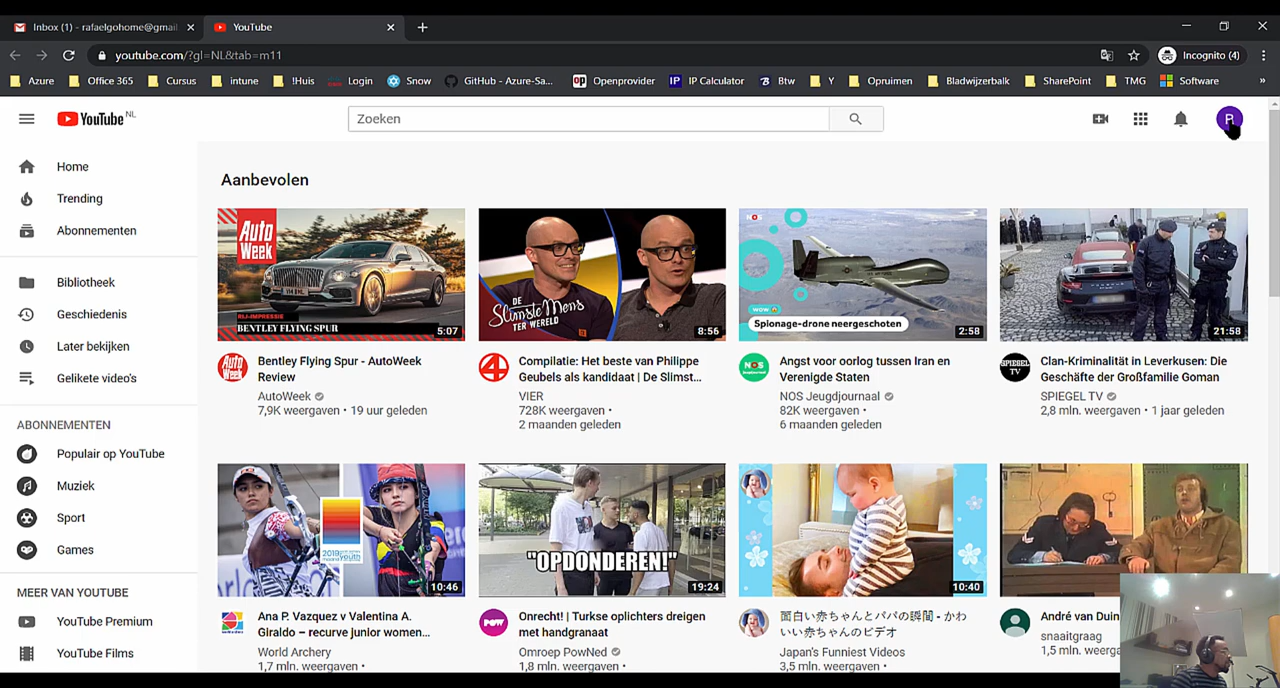 Inbox (1) - rafaelgohome@gmai
YouTube
youtube.com/?gl=NL&tab=m11
Incognito (4)
Azure
Office 365
Cursus
intune
!Huis
Login
Snow
GitHub - Azure-Sa...
Openprovider
IP Calculator
Btw
Y
Opruimen
Bladwijzerbalk
SharePoint
TMG
Software
YouTube NL
Zoeken
Home
Trending
Abonnementen
Bibliotheek
Geschiedenis
Later bekijken
Gelikete video's
ABONNEMENTEN
Populair op YouTube
Muziek
Sport
Games
MEER VAN YOUTUBE
YouTube Premium
YouTube Films
Aanbevolen
Auto
Week
RIJ-IMPRESSIE
BENTLEY FLYING SPUR
5:07
Bentley Flying Spur - AutoWeek
Review
AutoWeek
7,9K weergaven • 19 uur geleden
DE
Slimste Mens
TER WERELD
8:56
Compilatie: Het beste van Philippe
Geubels als kandidaat | De Slimst...
VIER
728K weergaven •
2 maanden geleden
NOS
WOW
Spionage-drone neergeschoten
2:58
Angst voor oorlog tussen Iran en
Verenigde Staten
NOS Jeugdjournaal
82K weergaven •
6 maanden geleden
21:58
SPIEGEL
TV
Clan-Kriminalität in Leverkusen: Die
Geschäfte der Großfamilie Goman
SPIEGEL TV
2,8 mln. weergaven • 1 jaar geleden
10:46
Ana P. Vazquez v Valentina A.
Giraldo – recurve junior women...
World Archery
1,7 mln. weergaven •
"OPDONDEREN!"
19:24
POW
Onrecht! | Turkse oplichters dreigen
met handgranaat
Omroep PowNed
1,8 mln. weergaven •
10:40
面白い赤ちゃんとパパの瞬間 - かわ
いい赤ちゃんのビデオ
Japan's Funniest Videos
3,5 mln. weergaven •
André van Duin
snaaitgraag
1,5 mln. weergaven